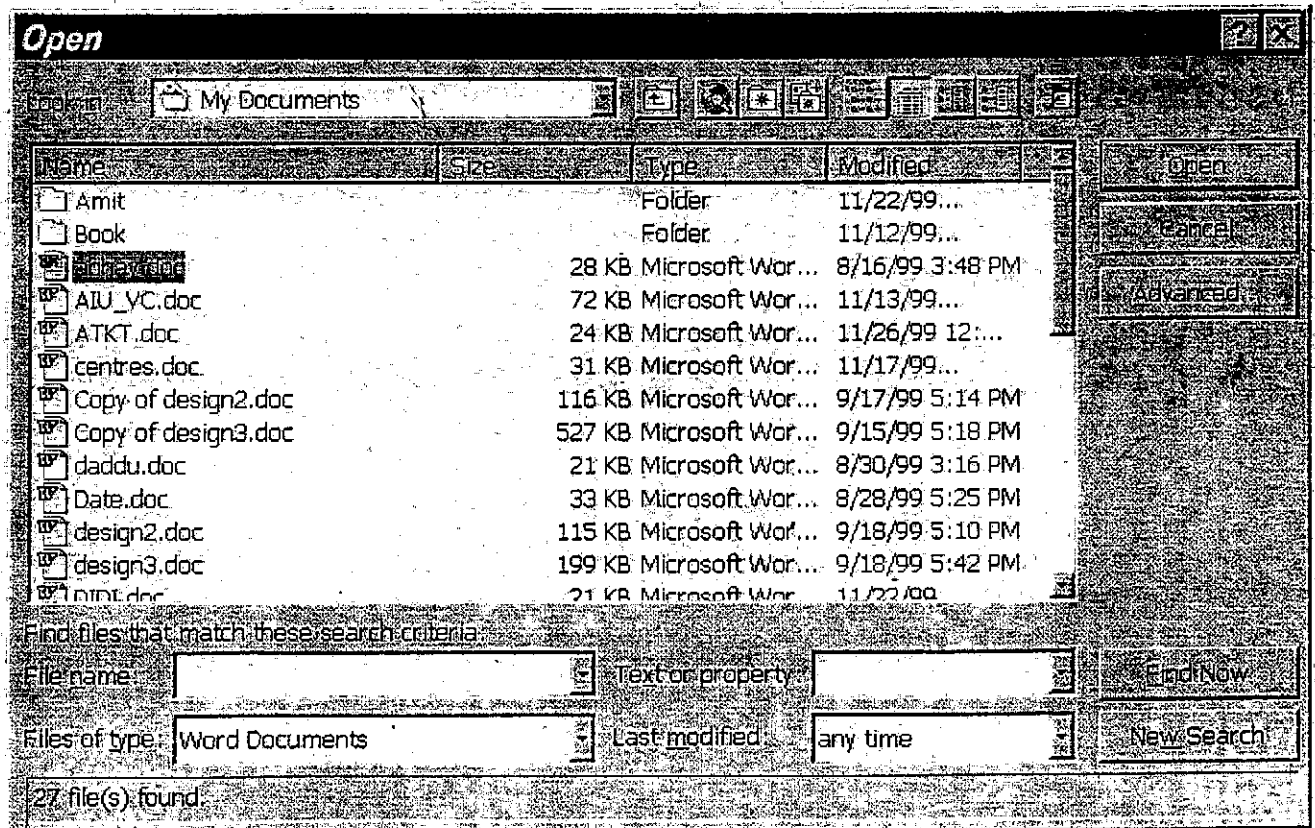 Open
Look in: My Documents
Name Size Type Modified
Open
Amit Folder 11/22/99...
Book Folder 11/12/99...
Cancel
28 KB Microsoft Wor... 8/16/99 3:48 PM
AIU_VC.doc 72 KB Microsoft Wor... 11/13/99...
Advanced...
ATKT.doc 24 KB Microsoft Wor... 11/26/99 12:...
centres.doc 31 KB Microsoft Wor... 11/17/99...
Copy of design2.doc 116 KB Microsoft Wor... 9/17/99 5:14 PM
Copy of design3.doc 527 KB Microsoft Wor... 9/15/99 5:18 PM
daddu.doc 21 KB Microsoft Wor... 8/30/99 3:16 PM
Date.doc 33 KB Microsoft Wor... 8/28/99 5:25 PM
design2.doc 115 KB Microsoft Wor... 9/18/99 5:10 PM
design3.doc 199 KB Microsoft Wor... 9/18/99 5:42 PM
21 KB Microsoft Wor 11/22/99
Find files that match these search criteria:
File name: Text or property: Find Now
Files of type: Word Documents Last modified: any time New Search
27 file(s) found.